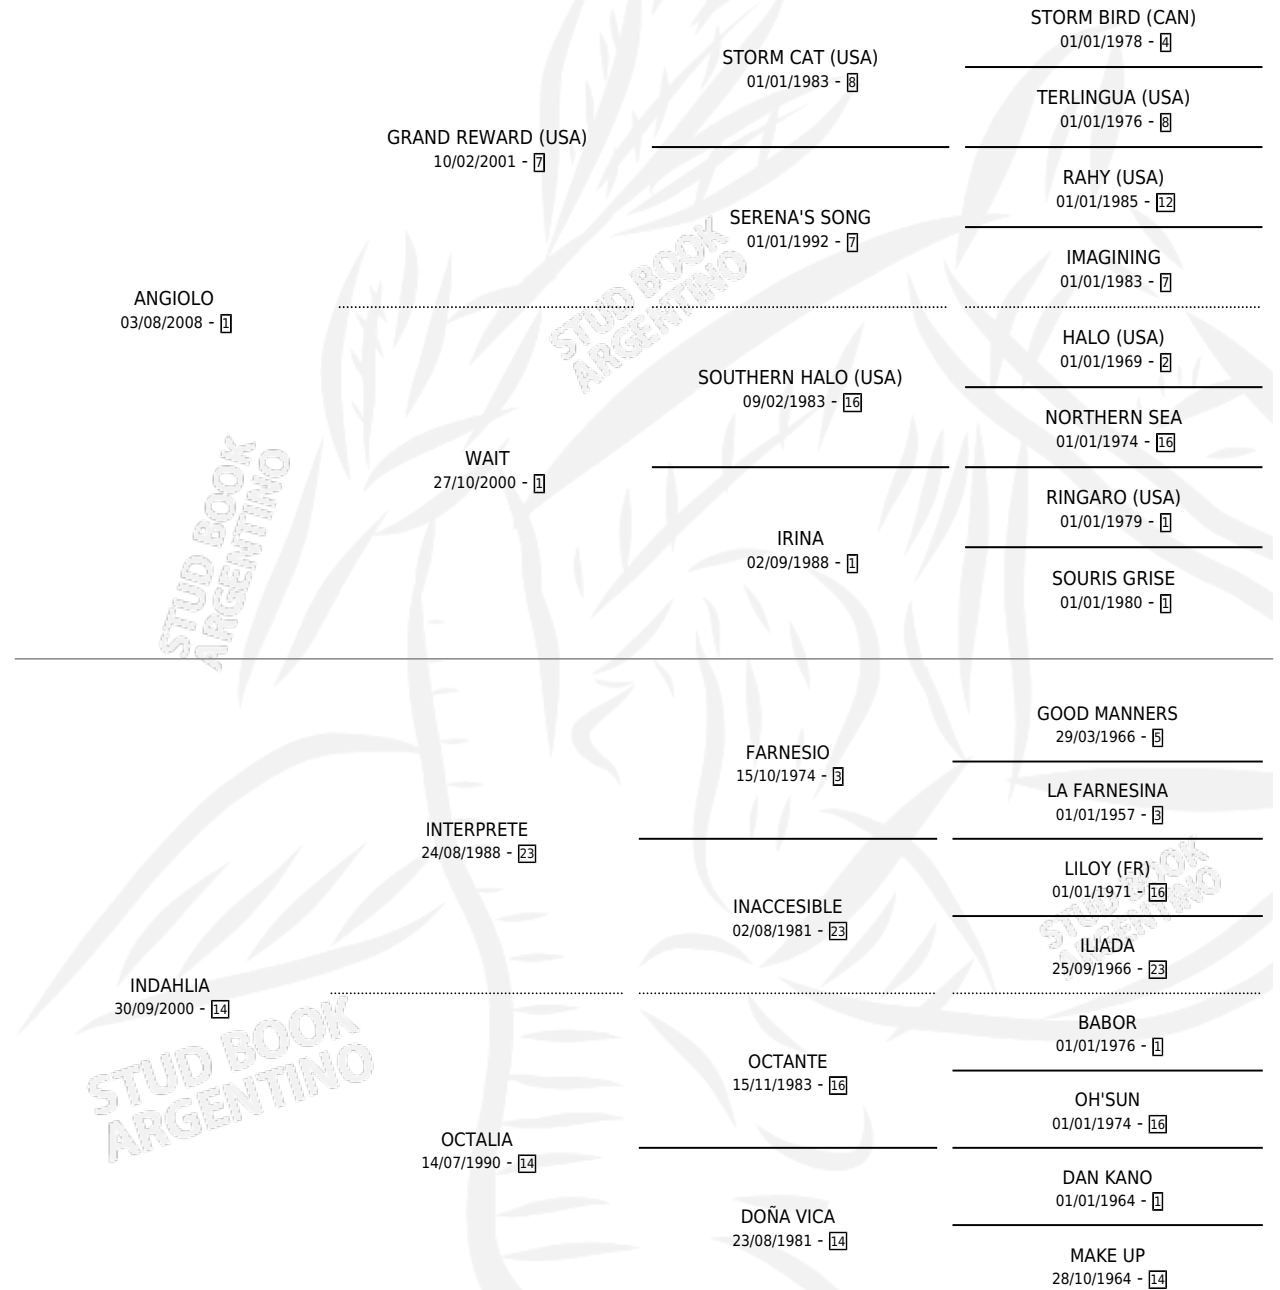 STORM BIRD (CAN)
01/01/1978 - 4
STORM CAT (USA)
01/01/1983 - 8
TERLINGUA (USA)
01/01/1976 - 8
GRAND REWARD (USA)
10/02/2001 - 7
RAHY (USA)
01/01/1985 - 12
SERENA'S SONG
01/01/1992 - 7
IMAGINING
01/01/1983 - 7
ANGIOLO
03/08/2008 - 1
HALO (USA)
01/01/1969 - 2
SOUTHERN HALO (USA)
09/02/1983 - 16
NORTHERN SEA
01/01/1974 - 16
WAIT
27/10/2000 - 1
RINGARO (USA)
01/01/1979 - 1
IRINA
02/09/1988 - 1
SOURIS GRISE
01/01/1980 - 1
GOOD MANNERS
29/03/1966 - 5
FARNESIO
15/10/1974 - 3
LA FARNESINA
01/01/1957 - 3
INTERPRETE
24/08/1988 - 23
LILOY (FR)
01/01/1971 - 16
INACCESIBLE
02/08/1981 - 23
ILIADA
25/09/1966 - 23
INDAHLIA
30/09/2000 - 14
BABOR
01/01/1976 - 1
OCTANTE
15/11/1983 - 16
OH'SUN
01/01/1974 - 16
OCTALIA
14/07/1990 - 14
DAN KANO
01/01/1964 - 1
DOÑA VICA
23/08/1981 - 14
MAKE UP
28/10/1964 - 14
STUD BOOK
ARGENTINO
STUD BOOK
ARGENTINO
STUD BOOK
ARGENTINO
STUD BOOK
ARGENTINO